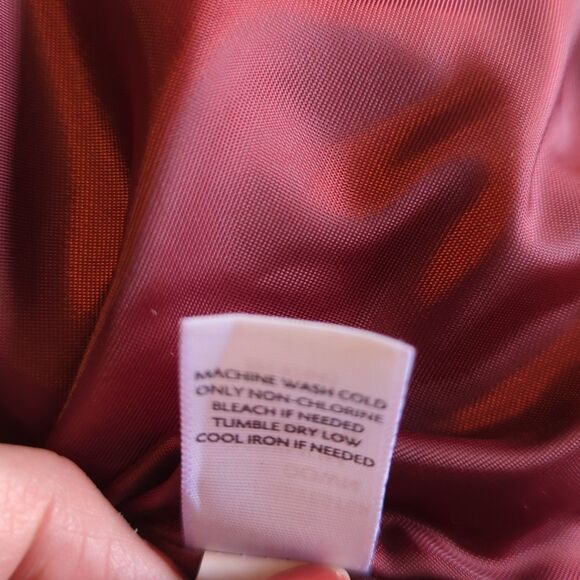 MACHINE WASH COLD
ONLY NON-CHLORINE
BLEACH IF NEEDED
TUMBLE DRY LOW
COOL IRON IF NEEDED